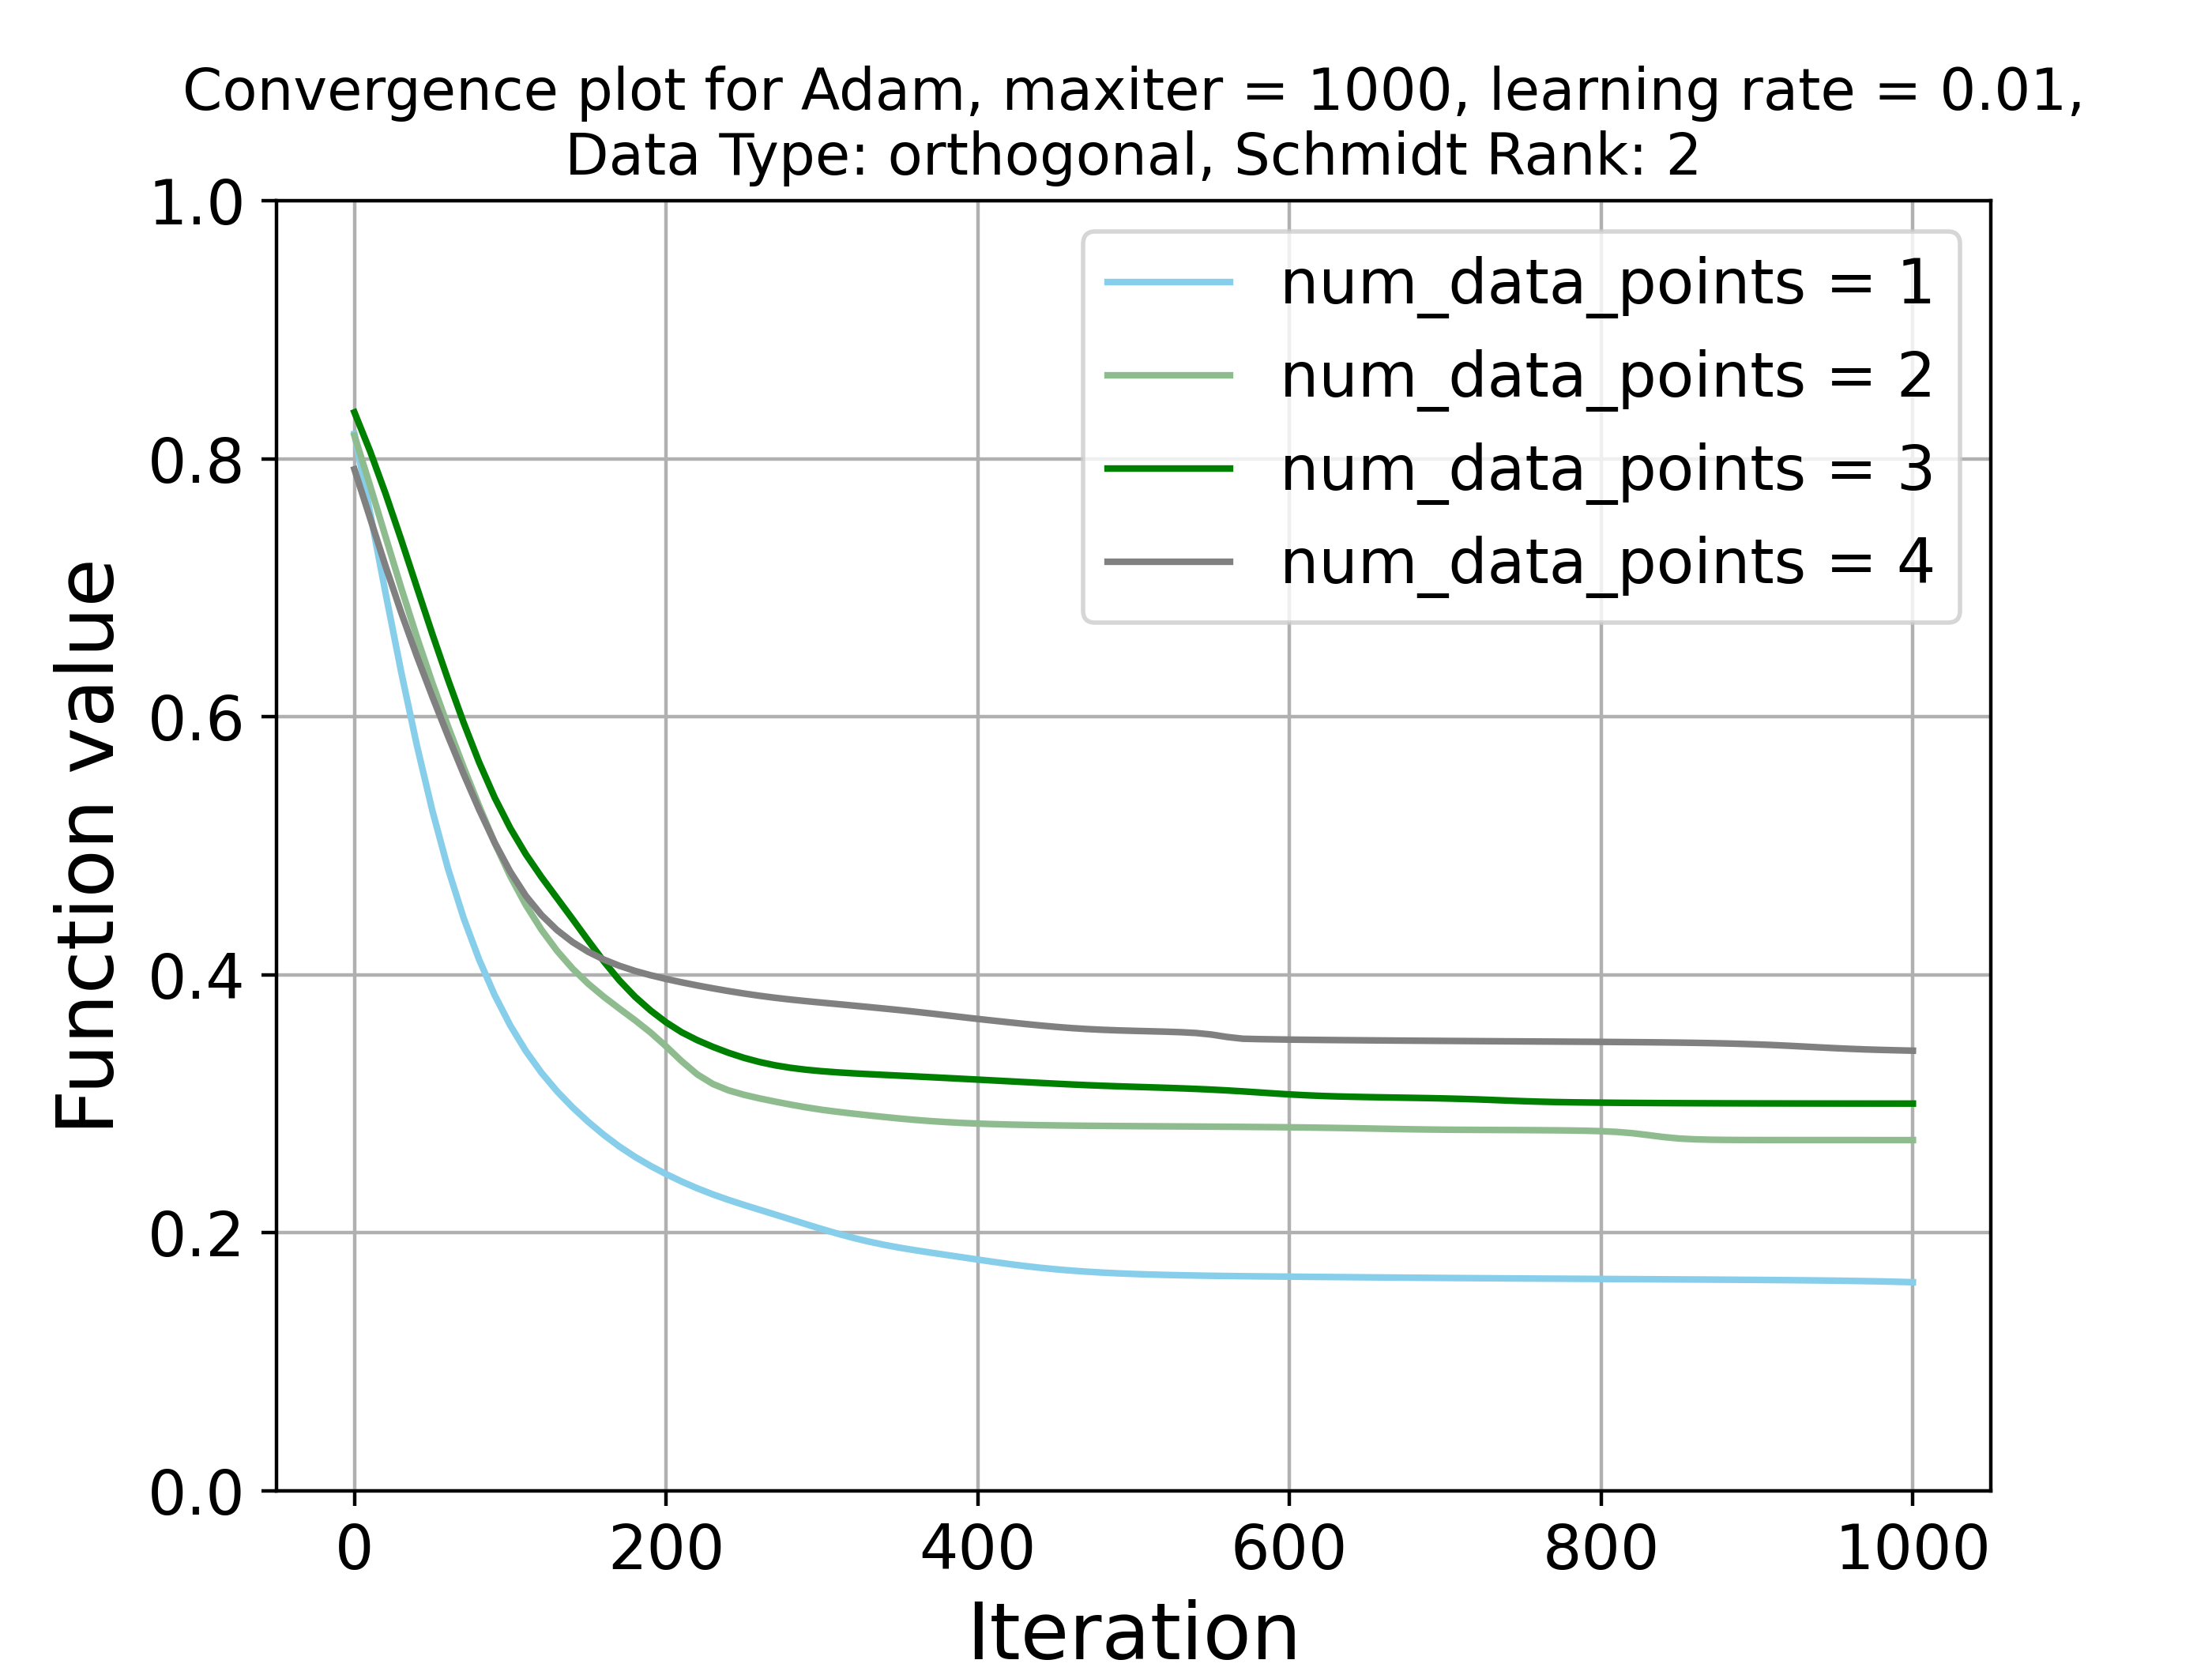 Convergence plot for Adam, maxiter = 1000, learning rate = 0.01,
Data Type: orthogonal, Schmidt Rank: 2
1.0
0.8
0.6
0.4
0.2
0.0
Function value
num_data_points = 1
num_data_points = 2
num_data_points = 3
num_data_points = 4
0 200 400 600 800 1000
Iteration